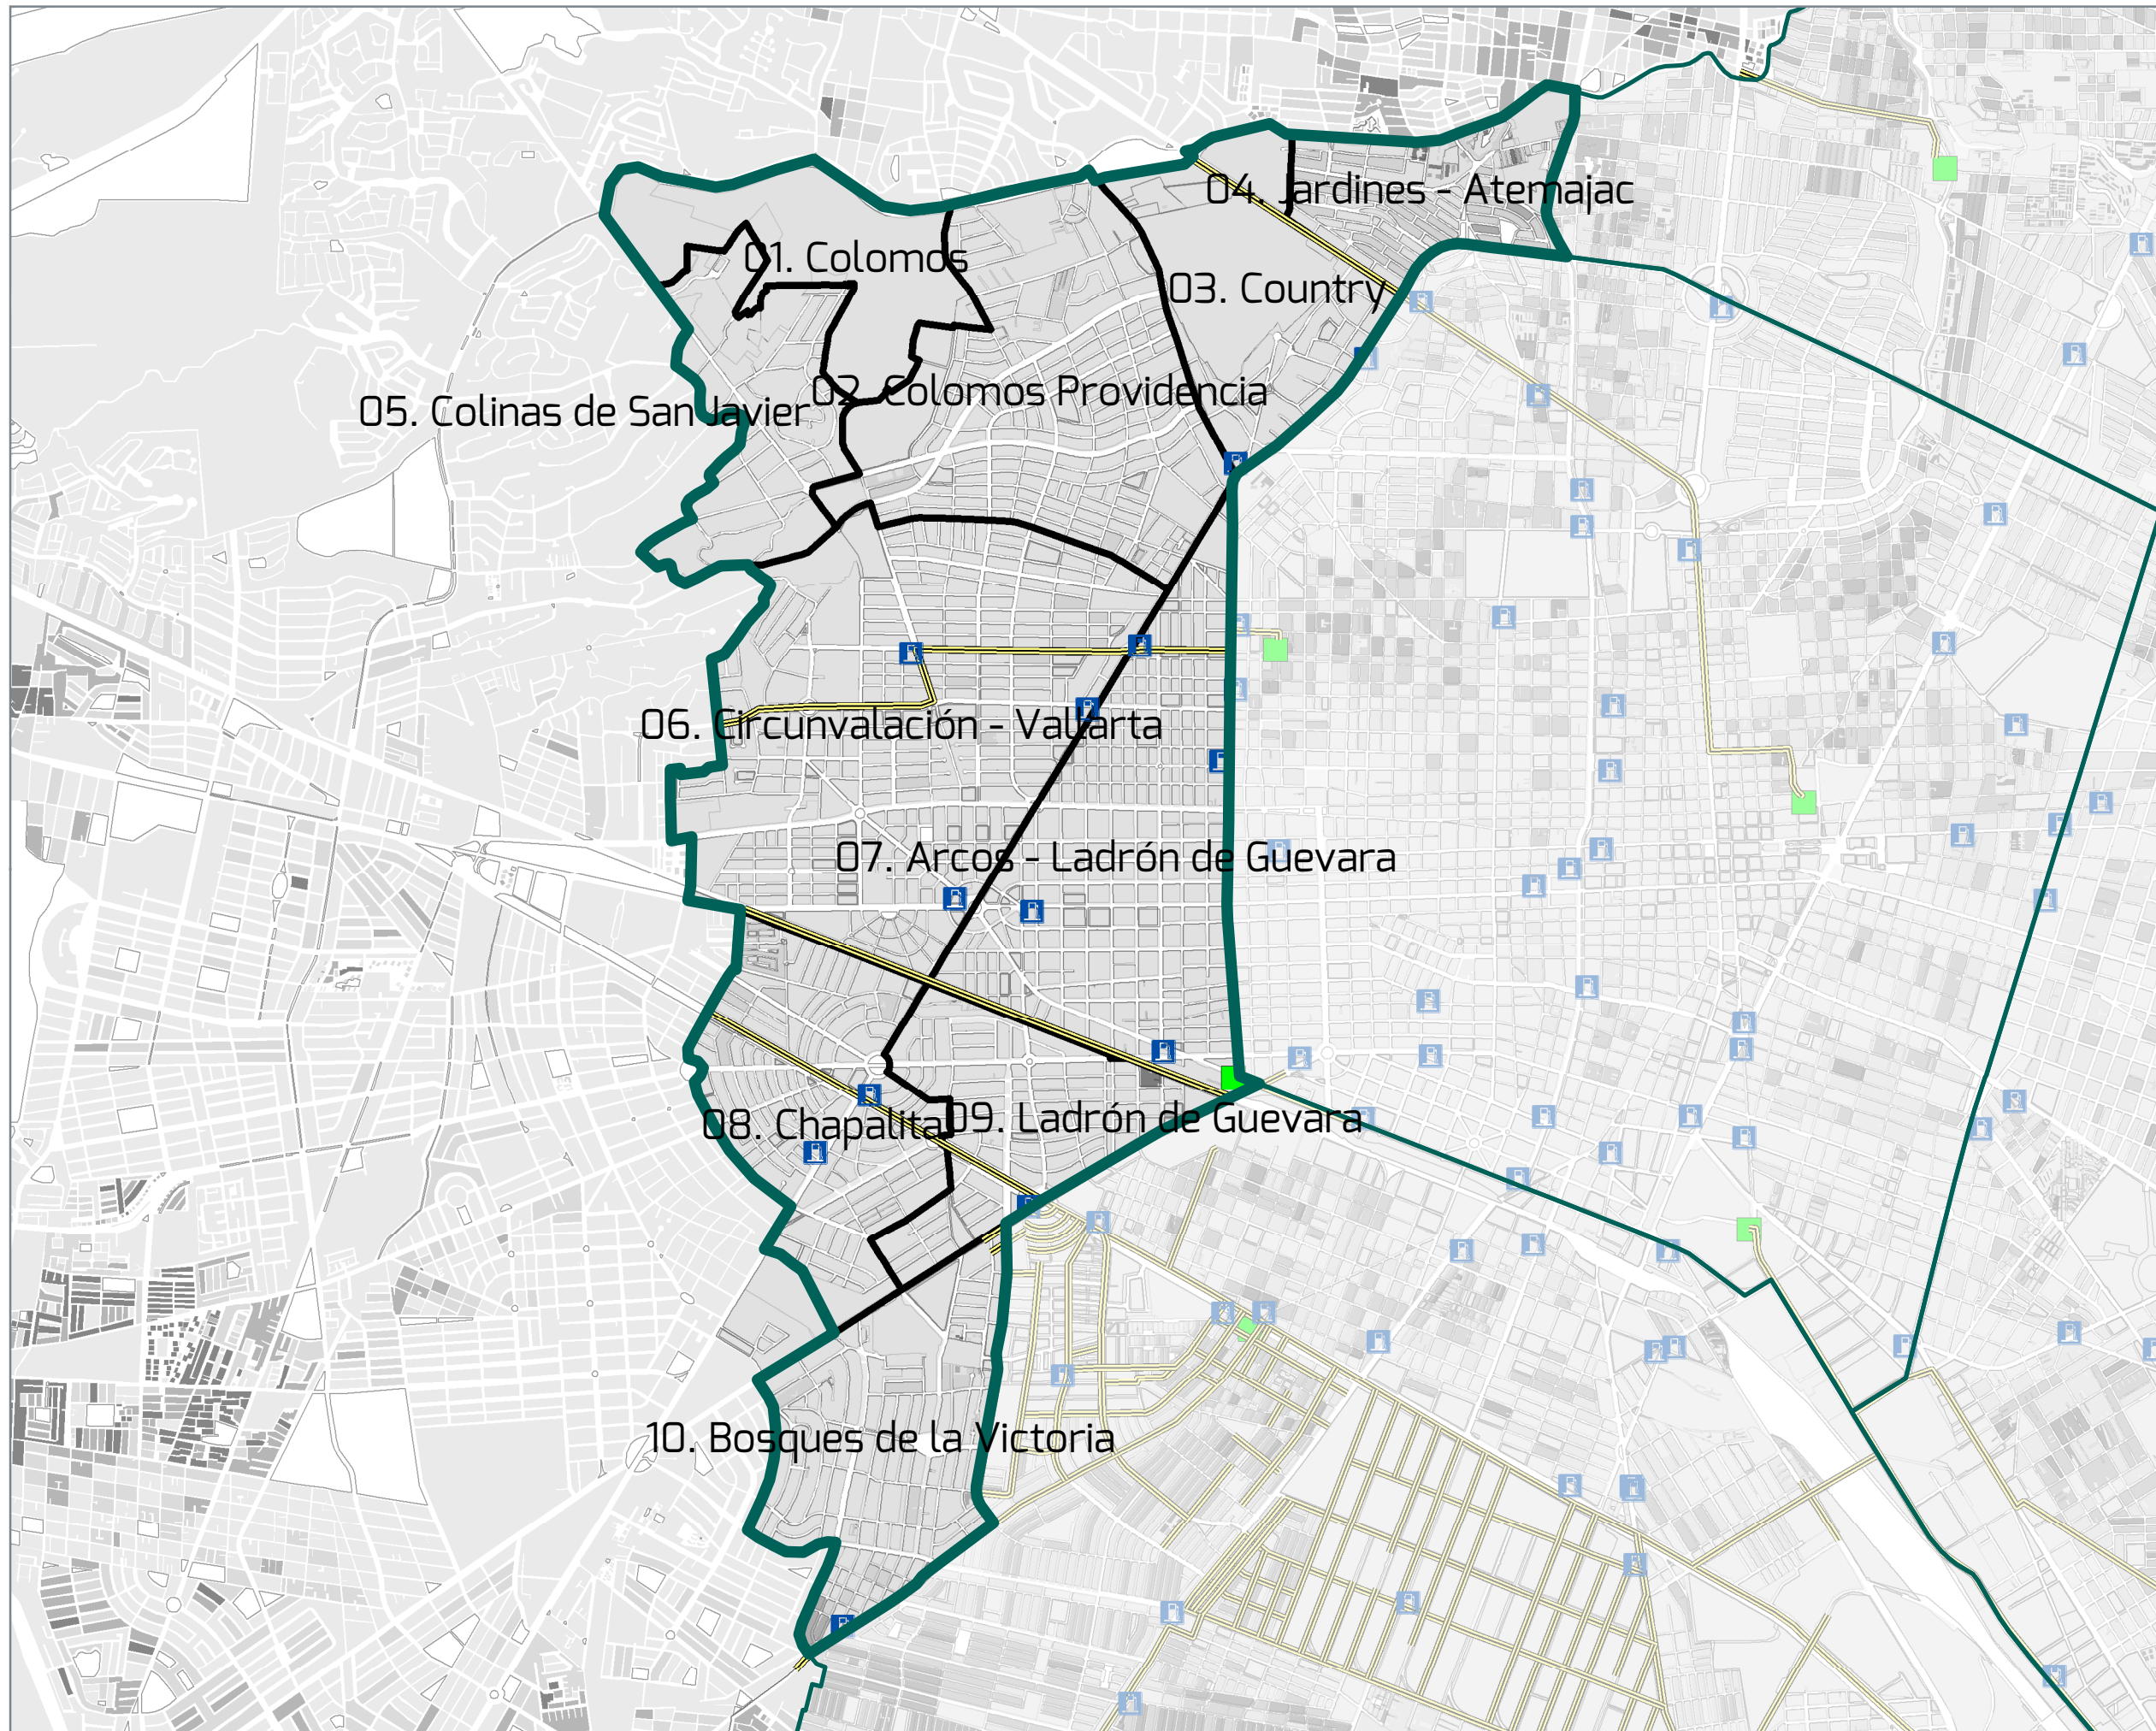 04. Jardines - Atemajac
01. Colomos
03. Country
02. Colomos Providencia
05. Colinas de San Javier
06. Circunvalación - Vallarta
07. Arcos - Ladrón de Guevara
08. Chapalita
09. Ladrón de Guevara
10. Bosques de la Victoria